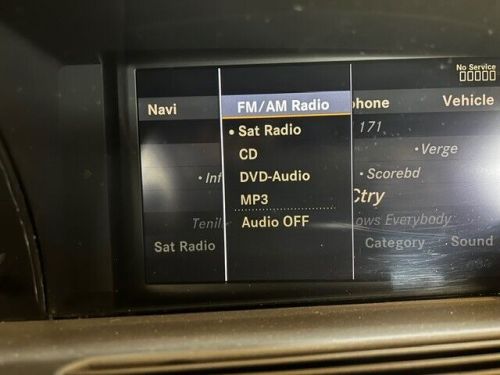 No Service
Navi
FM/AM Radio
phone
Vehicle
• Sat Radio
171
CD
• Verge
DVD-Audio
• Inf
• Scorebd
MP3
Ctry
Tenil
ows Everybody
Audio OFF
Sat Radio
Category
Sound